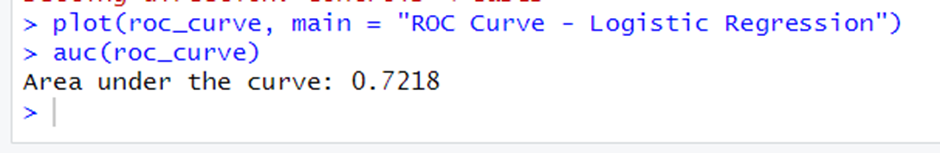 > plot(roc_curve, main = "ROC Curve - Logistic Regression")
> auc(roc_curve)
Area under the curve: 0.7218
>